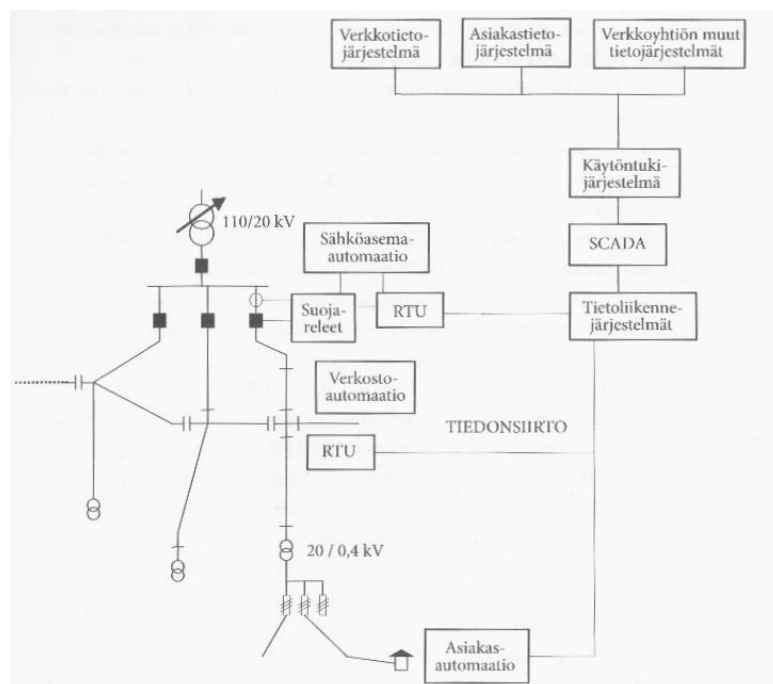 Verkkotieto-
järjestelmä
Asiakastieto-
järjestelmä
Verkkoyhtiön muut
tietojärjestelmät
Käytöntuki-
järjestelmä
110/20 kV
Sähköasema-
automaatio
SCADA
Suoja-
releet
RTU
Tietoliikenne-
järjestelmät
Verkosto-
automaatio
TIEDONSIIRTO
RTU
20 / 0,4 kV
Asiakas-
automaatio